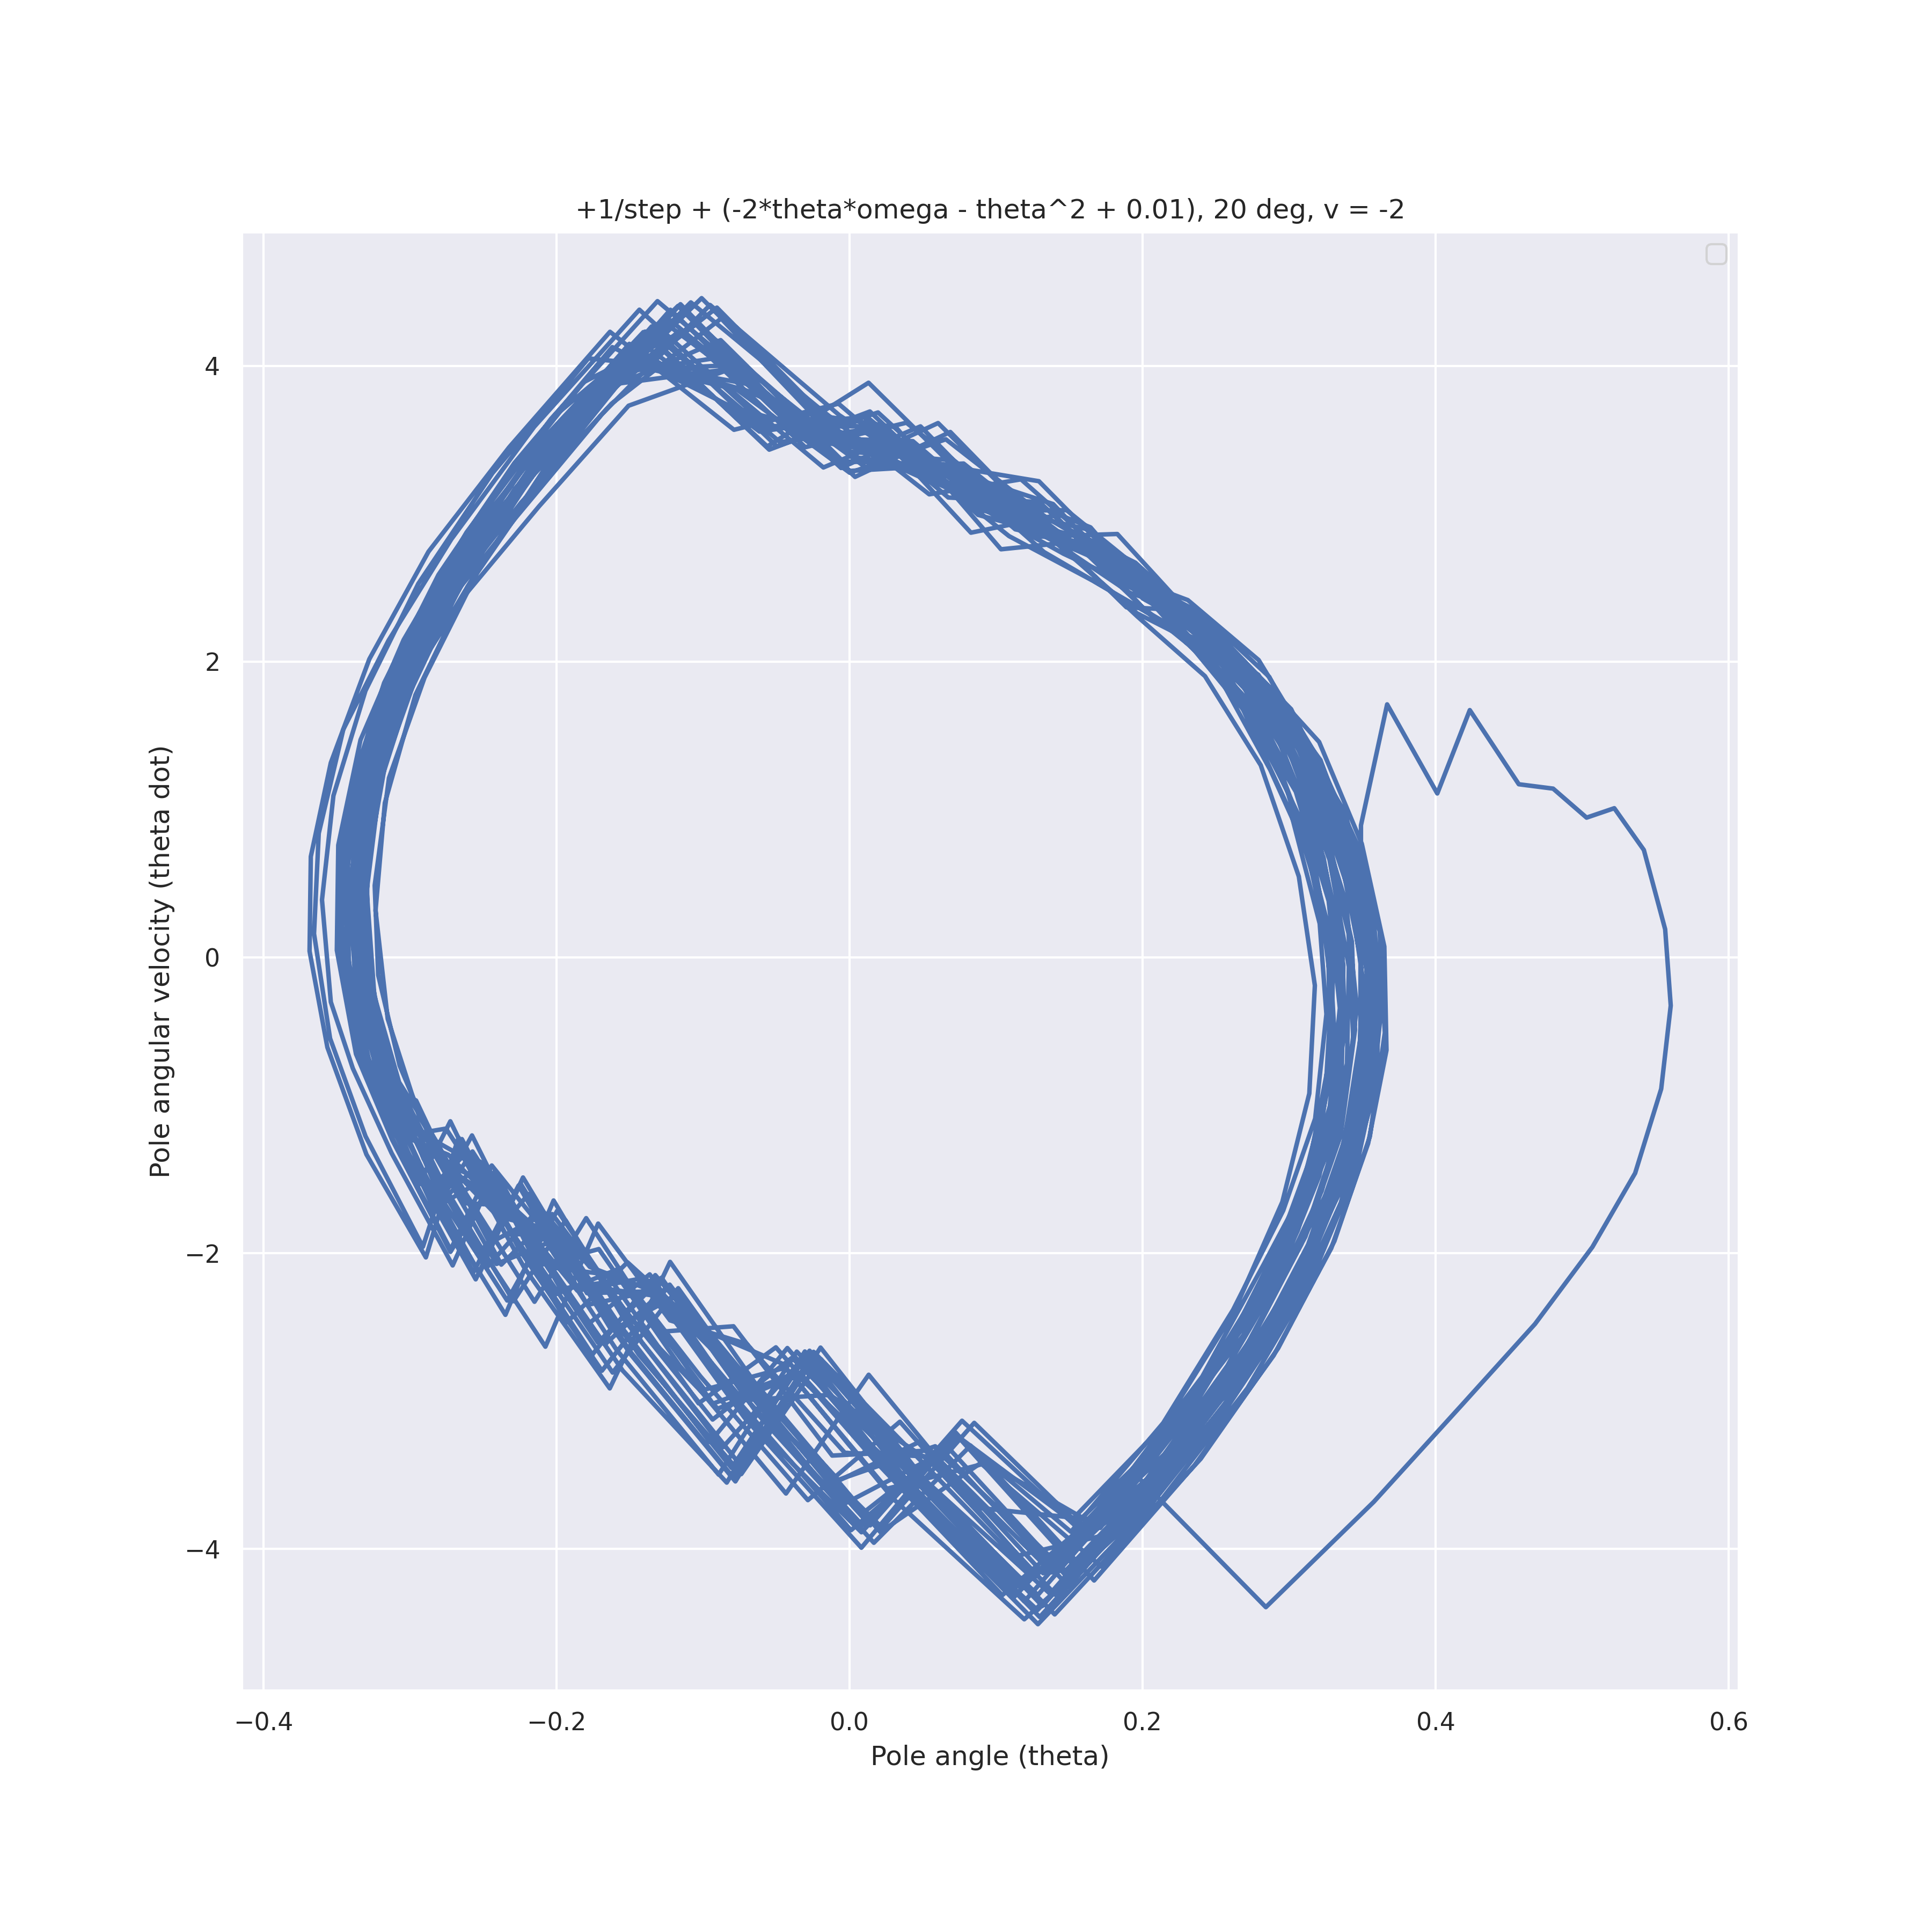 +1/step + (-2*theta*omega - theta^2 + 0.01), 20 deg, v = -2
4
2
0
−2
−4
Pole angular velocity (theta dot)
−0.4 −0.2 0.0 0.2 0.4 0.6
Pole angle (theta)